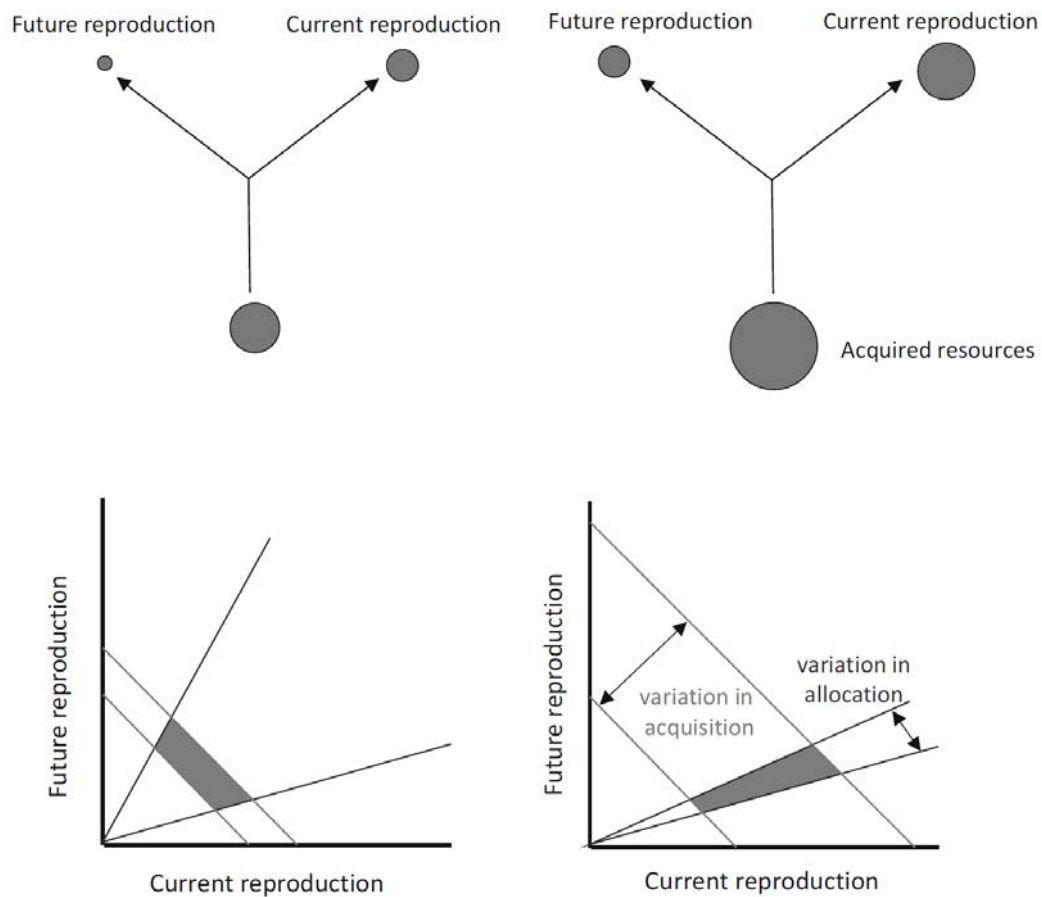 Future reproduction
Current reproduction
Future reproduction
Current reproduction
Acquired resources
Future reproduction
Current reproduction
Future reproduction
variation in
acquisition
variation in
allocation
Current reproduction